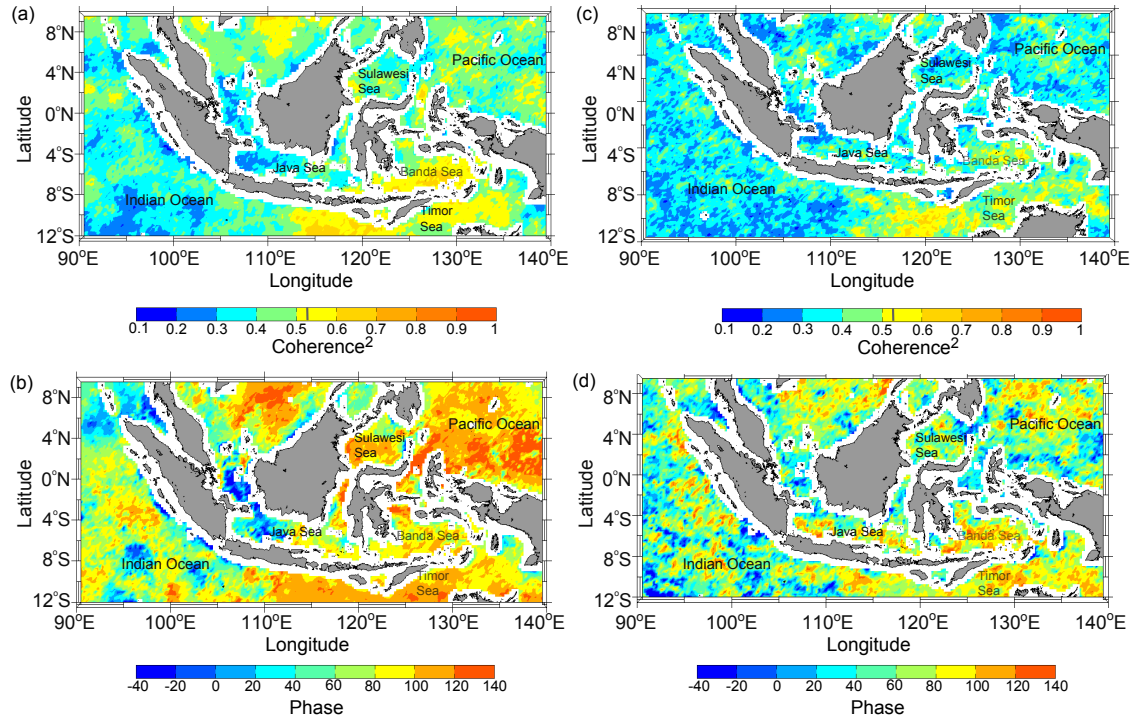 (a)
8°N
4°N
0°N
4°S
8°S
12°S
Latitude
Pacific Ocean
Sulawesi
Sea
Java Sea
Banda Sea
Indian Ocean
Timor
Sea
90°E 100°E 110°E 120°E 130°E 140°E
Longitude
0.1 0.2 0.3 0.4 0.5 0.6 0.7 0.8 0.9 1
Coherence²
(c)
8°N
4°N
0°N
4°S
8°S
12°S
Latitude
Pacific Ocean
Sulawesi
Sea
Java Sea
Banda Sea
Indian Ocean
Timor
Sea
90°E 100°E 110°E 120°E 130°E 140°E
Longitude
0.1 0.2 0.3 0.4 0.5 0.6 0.7 0.8 0.9 1
Coherence²
(b)
8°N
4°N
0°N
4°S
8°S
12°S
Latitude
Pacific Ocean
Sulawesi
Sea
Java Sea
Banda Sea
Indian Ocean
Timor
Sea
90°E 100°E 110°E 120°E 130°E 140°E
Longitude
-40 -20 0 20 40 60 80 100 120 140
Phase
(d)
8°N
4°N
0°N
4°S
8°S
12°S
Latitude
Pacific Ocean
Sulawesi
Sea
Java Sea
Banda Sea
Indian Ocean
Timor
Sea
90°E 100°E 110°E 120°E 130°E 140°E
Longitude
-40 -20 0 20 40 60 80 100 120 140
Phase